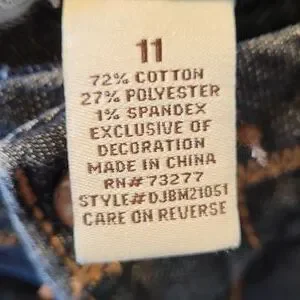 11
72% COTTON
27% POLYESTER
1% SPANDEX
EXCLUSIVE OF
DECORATION
MADE IN CHINA
RN# 73277
STYLE#DJBM21051
CARE ON REVERSE